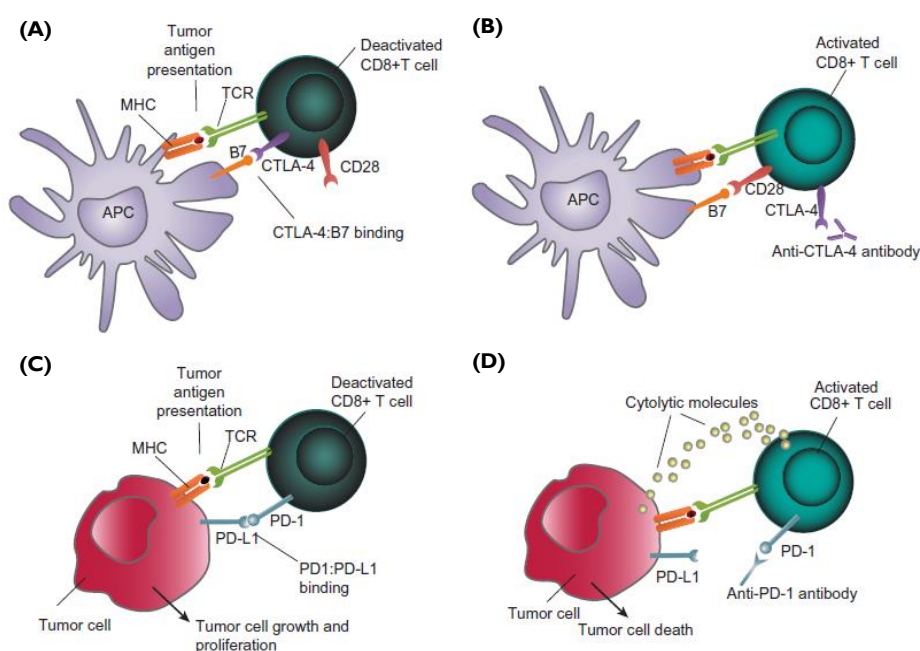 (A)
Tumor
antigen
presentation
Deactivated
CD8+T cell
MHC
TCR
B7
CTLA-4
CD28
APC
CTLA-4:B7 binding
(B)
Activated
CD8+ T cell
CD28
B7
CTLA-4
APC
Anti-CTLA-4 antibody
(C)
Tumor
antigen
presentation
Deactivated
CD8+ T cell
MHC
TCR
PD-1
PD-L1
PD1:PD-L1
binding
Tumor cell
Tumor cell growth and
proliferation
(D)
Activated
CD8+ T cell
Cytolytic molecules
PD-1
PD-L1
Anti-PD-1 antibody
Tumor cell
Tumor cell death